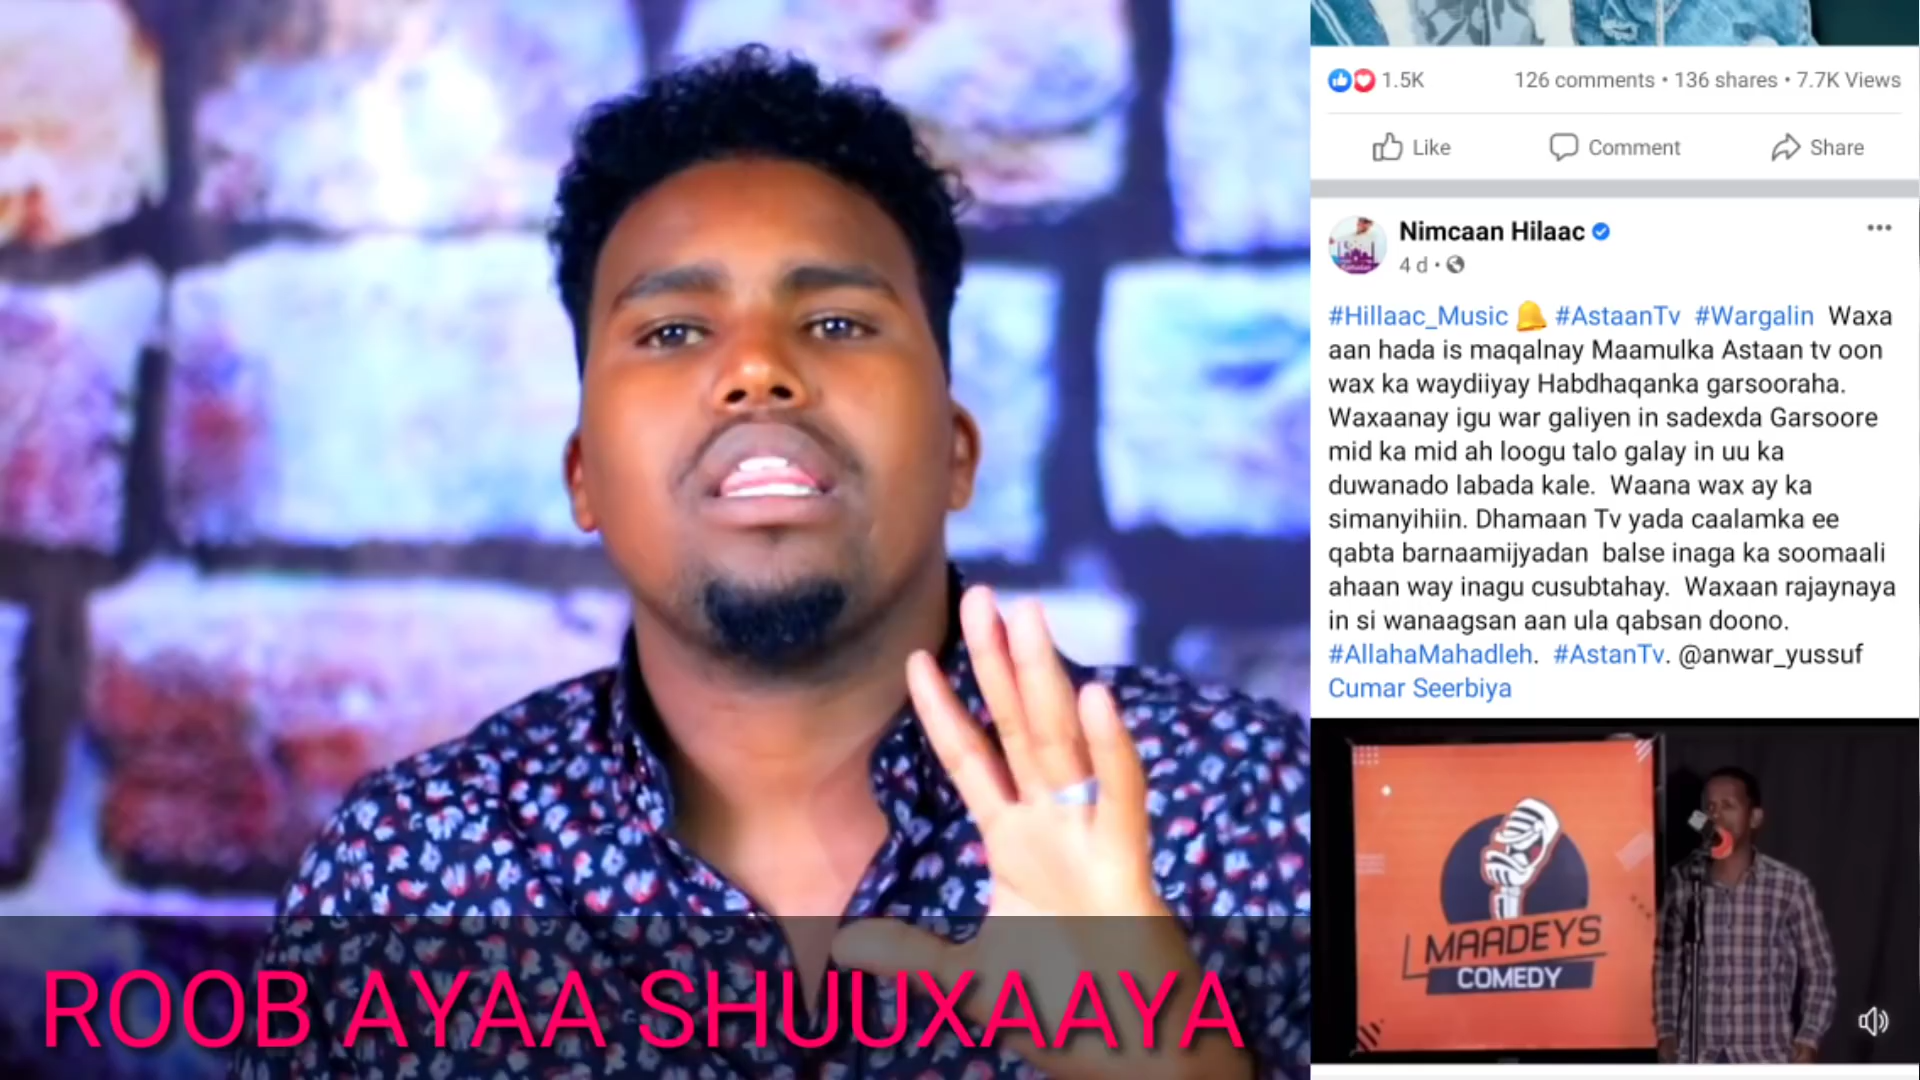 ROOB AYAA SHUUXAAYA
1.5K 126 comments • 136 shares • 7.7K Views
Like Comment Share
Nimcaan Hilaac
4 d •
#Hillaac_Music 🔔 #AstaanTv #Wargalin Waxa
aan hada is maqalnay Maamulka Astaan tv oon
wax ka waydiiyay Habdhaqanka garsooraha.
Waxaanay igu war galiyen in sadexda Garsoore
mid ka mid ah loogu talo galay in uu ka
duwanado labada kale. Waana wax ay ka
simanyihiin. Dhamaan Tv yada caalamka ee
qabta barnaamijyadan balse inaga ka soomaali
ahaan way inagu cusubtahay. Waxaan rajaynaya
in si wanaagsan aan ula qabsan doono.
#AllahaMahadleh. #AstanTv. @anwar_yussuf
Cumar Seerbiya
MAADEYS
COMEDY